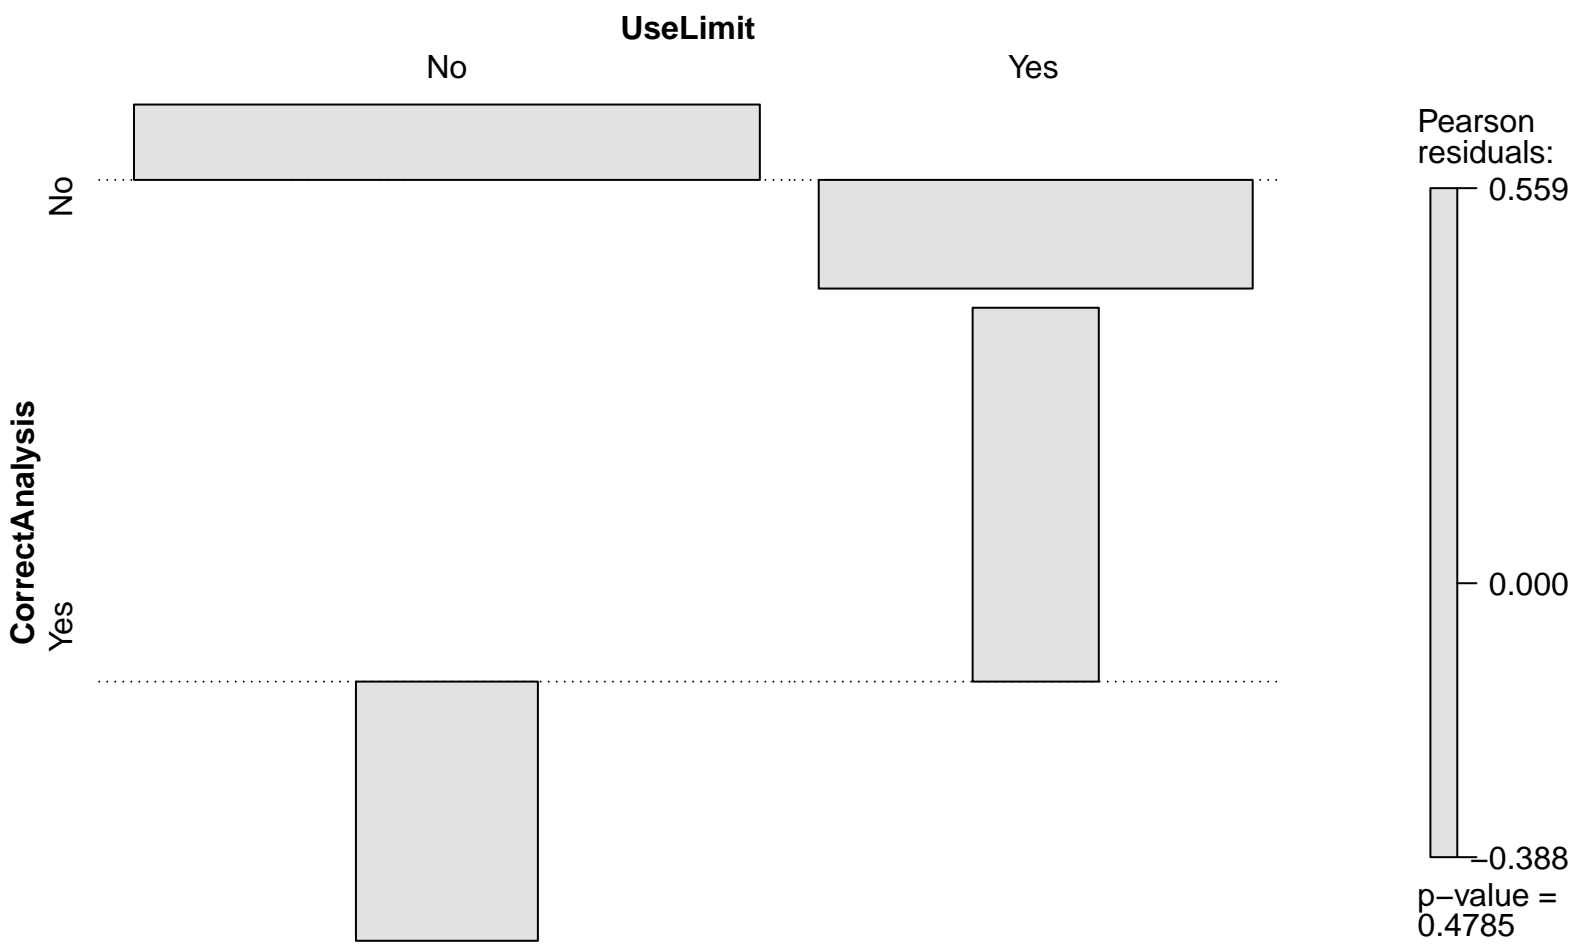 UseLimit
No
Yes
CorrectAnalysis
No
Yes
Pearson
residuals:
0.559
0.000
−0.388
p−value =
0.4785